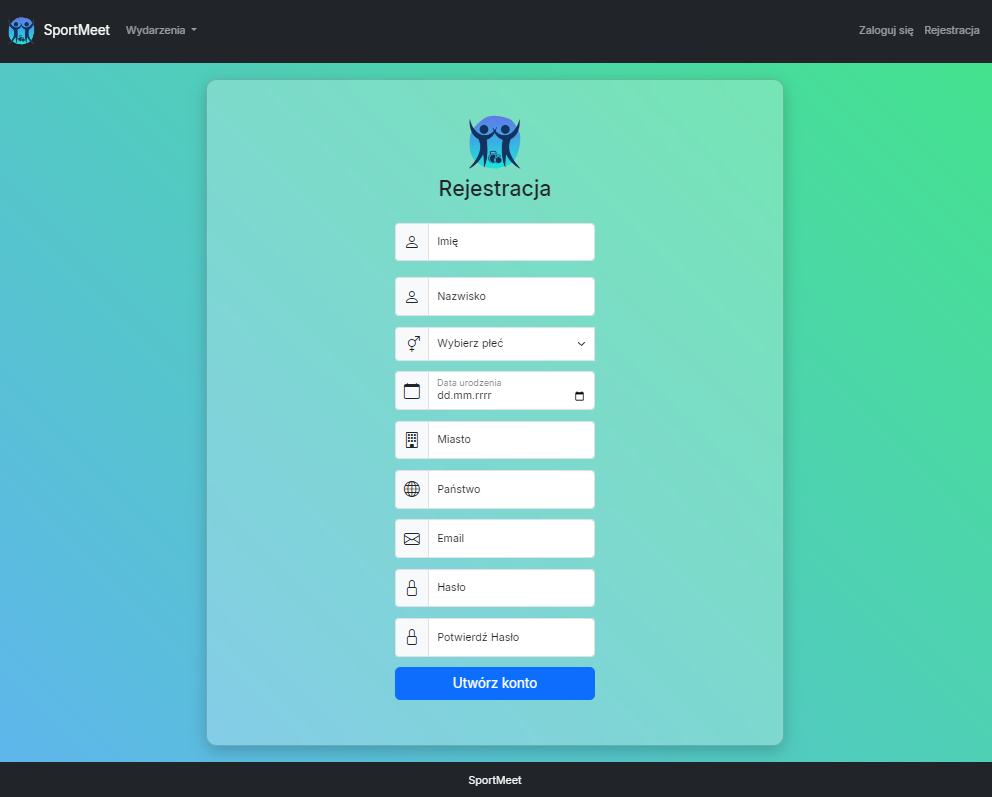 SportMeet Wydarzenia Zaloguj się Rejestracja
Rejestracja
Imię
Nazwisko
Wybierz płeć
Data urodzenia
dd.mm.rrrr
Miasto
Państwo
Email
Hasło
Potwierdź Hasło
Utwórz konto
SportMeet